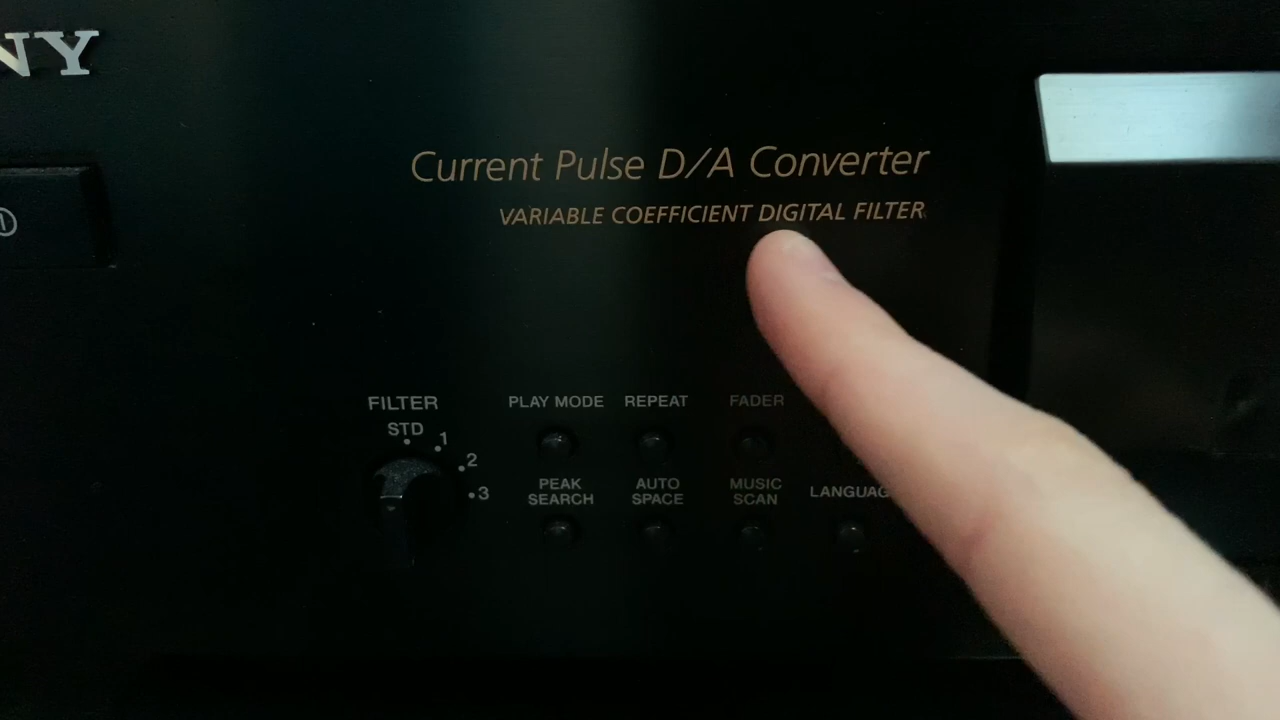 NY
Current Pulse D/A Converter
VARIABLE COEFFICIENT DIGITAL FILTER
FILTER
STD
1
2
3
PLAY MODE REPEAT FADER
PEAK SEARCH
AUTO SPACE
MUSIC SCAN
LANGUAG